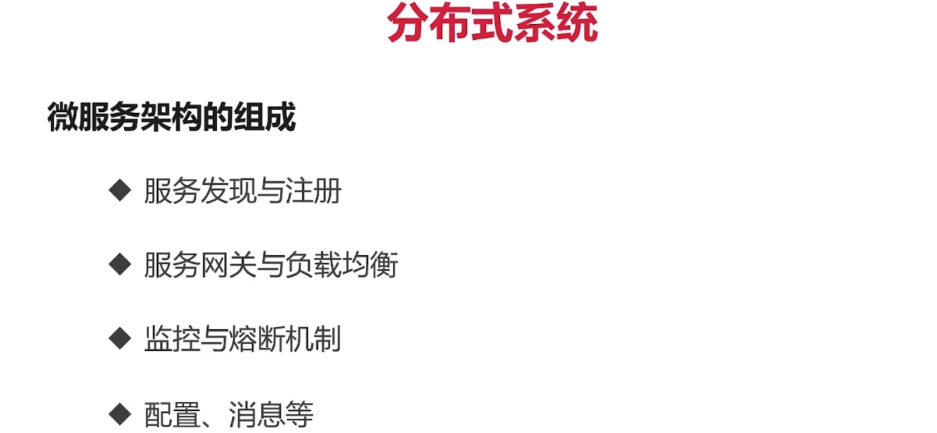 分布式系统
微服务架构的组成
◆ 服务发现与注册
◆ 服务网关与负载均衡
◆ 监控与熔断机制
◆ 配置、消息等